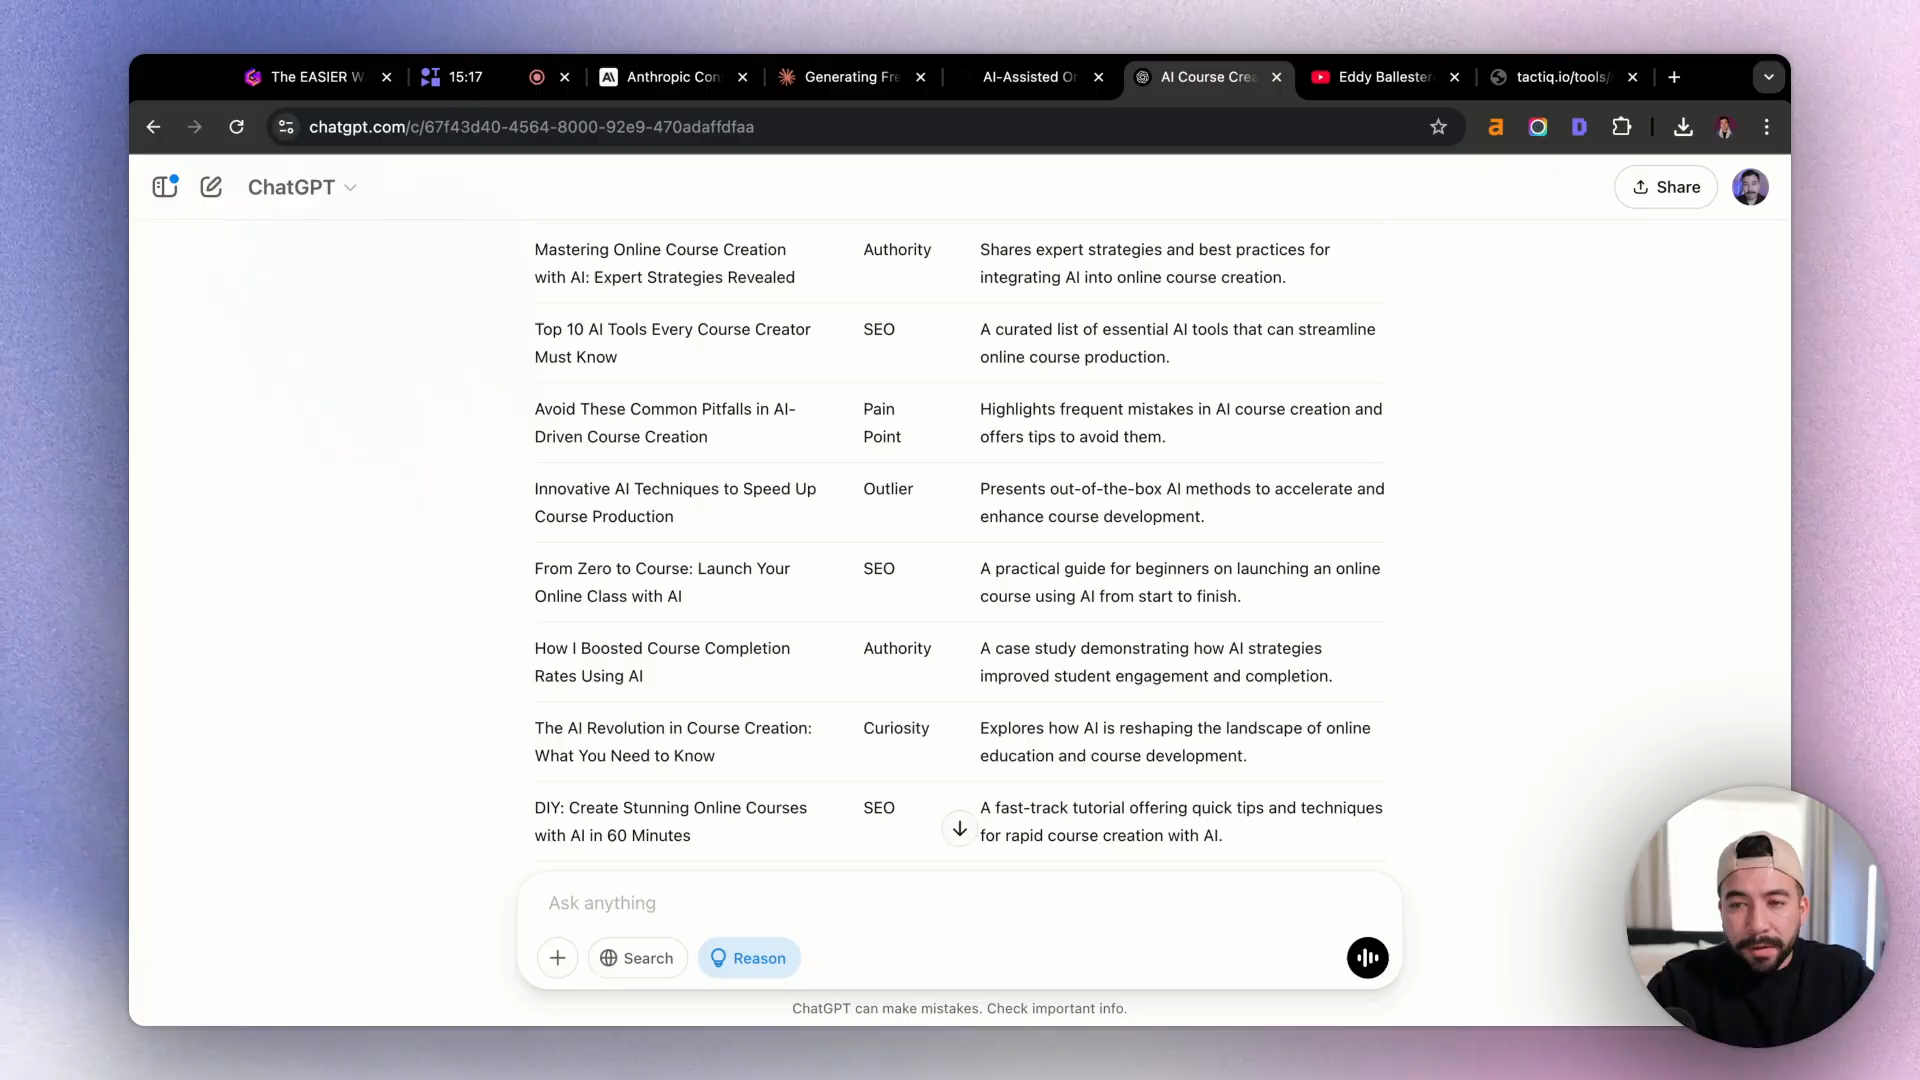 The EASIER W
15:17
Anthropic Con
Generating Fre
AI-Assisted O
AI Course Crea
Eddy Ballester
tactiq.io/tools/
chatgpt.com/c/67f43d40-4564-8000-92e9-470adaffdfaa
ChatGPT
Share
Mastering Online Course Creation
with AI: Expert Strategies Revealed
Authority
Shares expert strategies and best practices for
integrating AI into online course creation.
Top 10 AI Tools Every Course Creator
Must Know
SEO
A curated list of essential AI tools that can streamline
online course production.
Avoid These Common Pitfalls in AI-
Driven Course Creation
Pain
Point
Highlights frequent mistakes in AI course creation and
offers tips to avoid them.
Innovative AI Techniques to Speed Up
Course Production
Outlier
Presents out-of-the-box AI methods to accelerate and
enhance course development.
From Zero to Course: Launch Your
Online Class with AI
SEO
A practical guide for beginners on launching an online
course using AI from start to finish.
How I Boosted Course Completion
Rates Using AI
Authority
A case study demonstrating how AI strategies
improved student engagement and completion.
The AI Revolution in Course Creation:
What You Need to Know
Curiosity
Explores how AI is reshaping the landscape of online
education and course development.
DIY: Create Stunning Online Courses
with AI in 60 Minutes
SEO
A fast-track tutorial offering quick tips and techniques
for rapid course creation with AI.
Ask anything
Search
Reason
ChatGPT can make mistakes. Check important info.